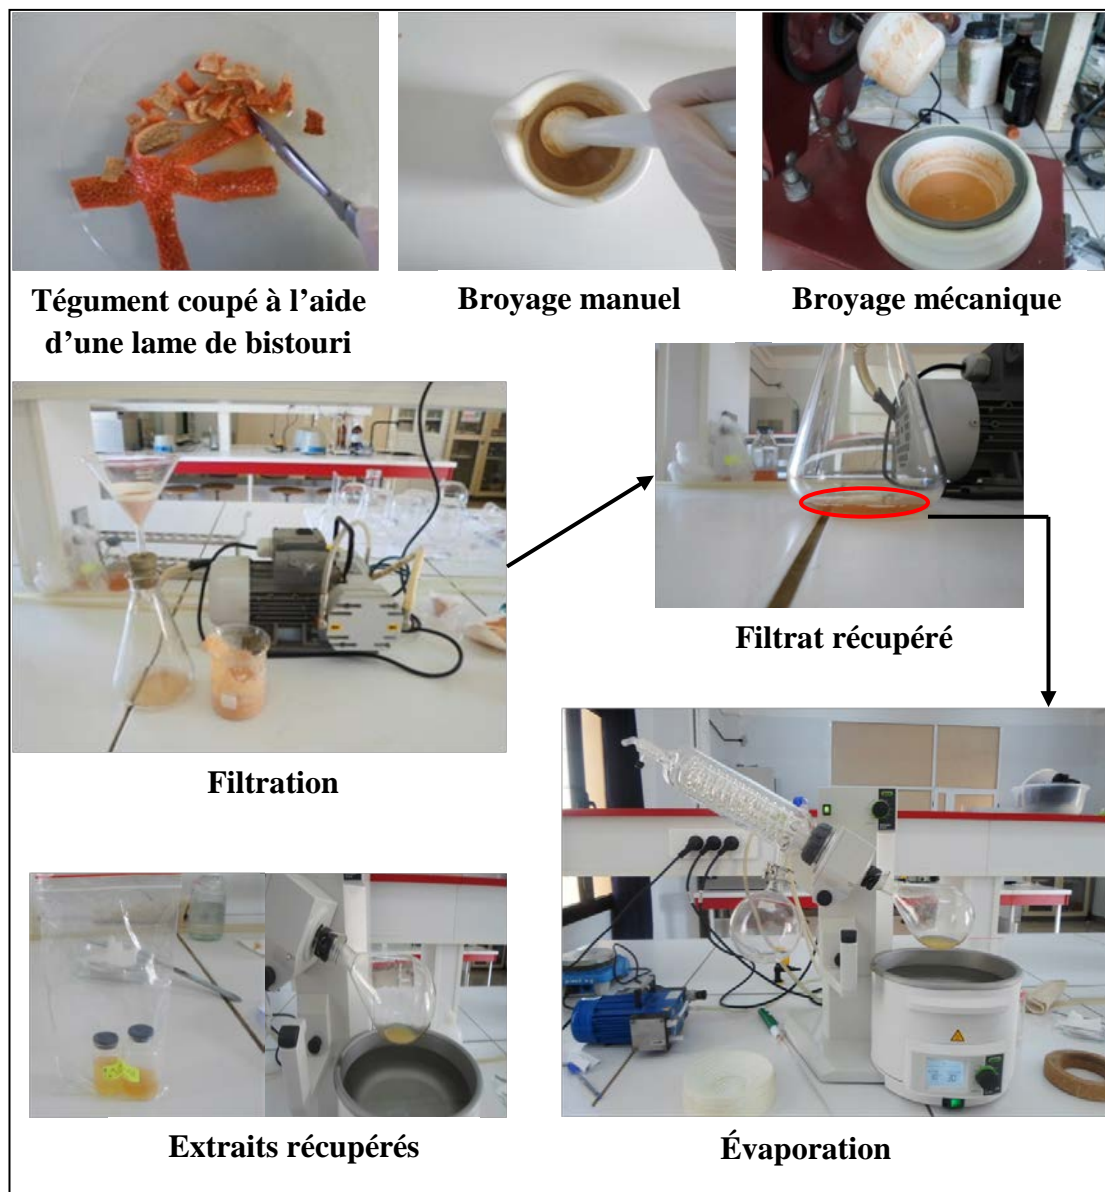 Tégument coupé à l’aide
d’une lame de bistouri
Broyage manuel
Broyage mécanique
Filtration
Filtrat récupéré
Extraits récupérés
Évaporation